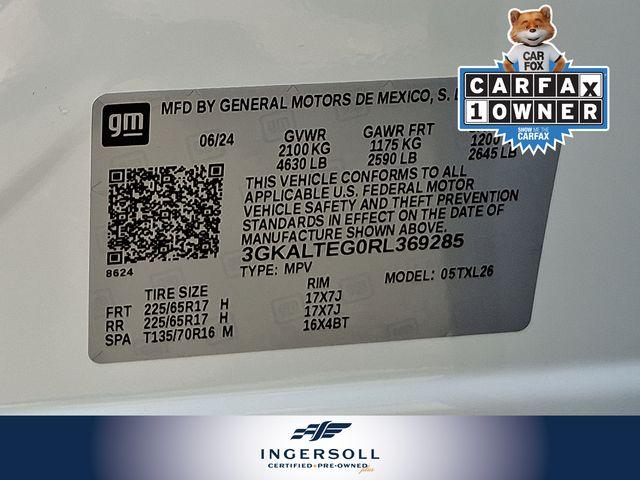 CAR
FOX
CARFAX
1 OWNER
SHOW ME THE
CARFAX
gm
MFD BY GENERAL MOTORS DE MEXICO, S.
06/24 GVWR GAWR FRT
2100 KG 1175 KG 1200
4630 LB 2590 LB 2645 LB
THIS VEHICLE CONFORMS TO ALL
APPLICABLE U.S. FEDERAL MOTOR
VEHICLE SAFETY AND THEFT PREVENTION
STANDARDS IN EFFECT ON THE DATE OF
MANUFACTURE SHOWN ABOVE.
3GKALTEG0RL369285
8624
TYPE: MPV MODEL: 05TXL26
TIRE SIZE RIM
FRT 225/65R17 H 17X7J
RR 225/65R17 H 17X7J
SPA T135/70R16 M 16X4BT
INGERSOLL
CERTIFIED PRE-OWNED plus